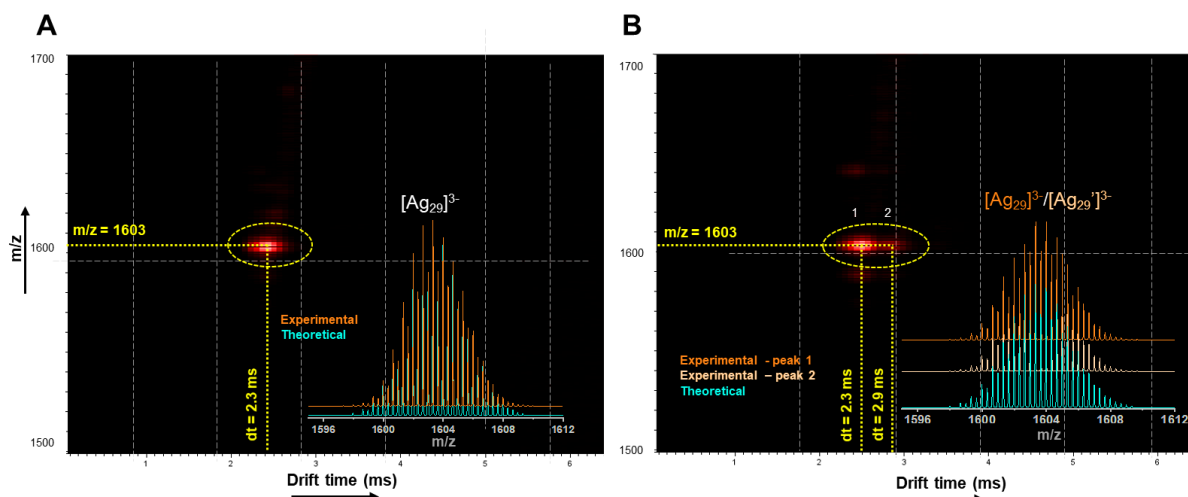 A
1700
1600
1500
m/z
m/z = 1603
[Ag₂₉]³⁻
Experimental
Theoretical
dt = 2.3 ms
1596 1600 1604 1608 1612
m/z
1 2 3 4 5 6
Drift time (ms)
B
1700
1600
1500
m/z = 1603
1 2
[Ag₂₉]³⁻/[Ag₂₉’]³⁻
Experimental - peak 1
Experimental – peak 2
Theoretical
dt = 2.3 ms
dt = 2.9 ms
1596 1600 1604 1608 1612
m/z
1 2 3 4 5 6
Drift time (ms)